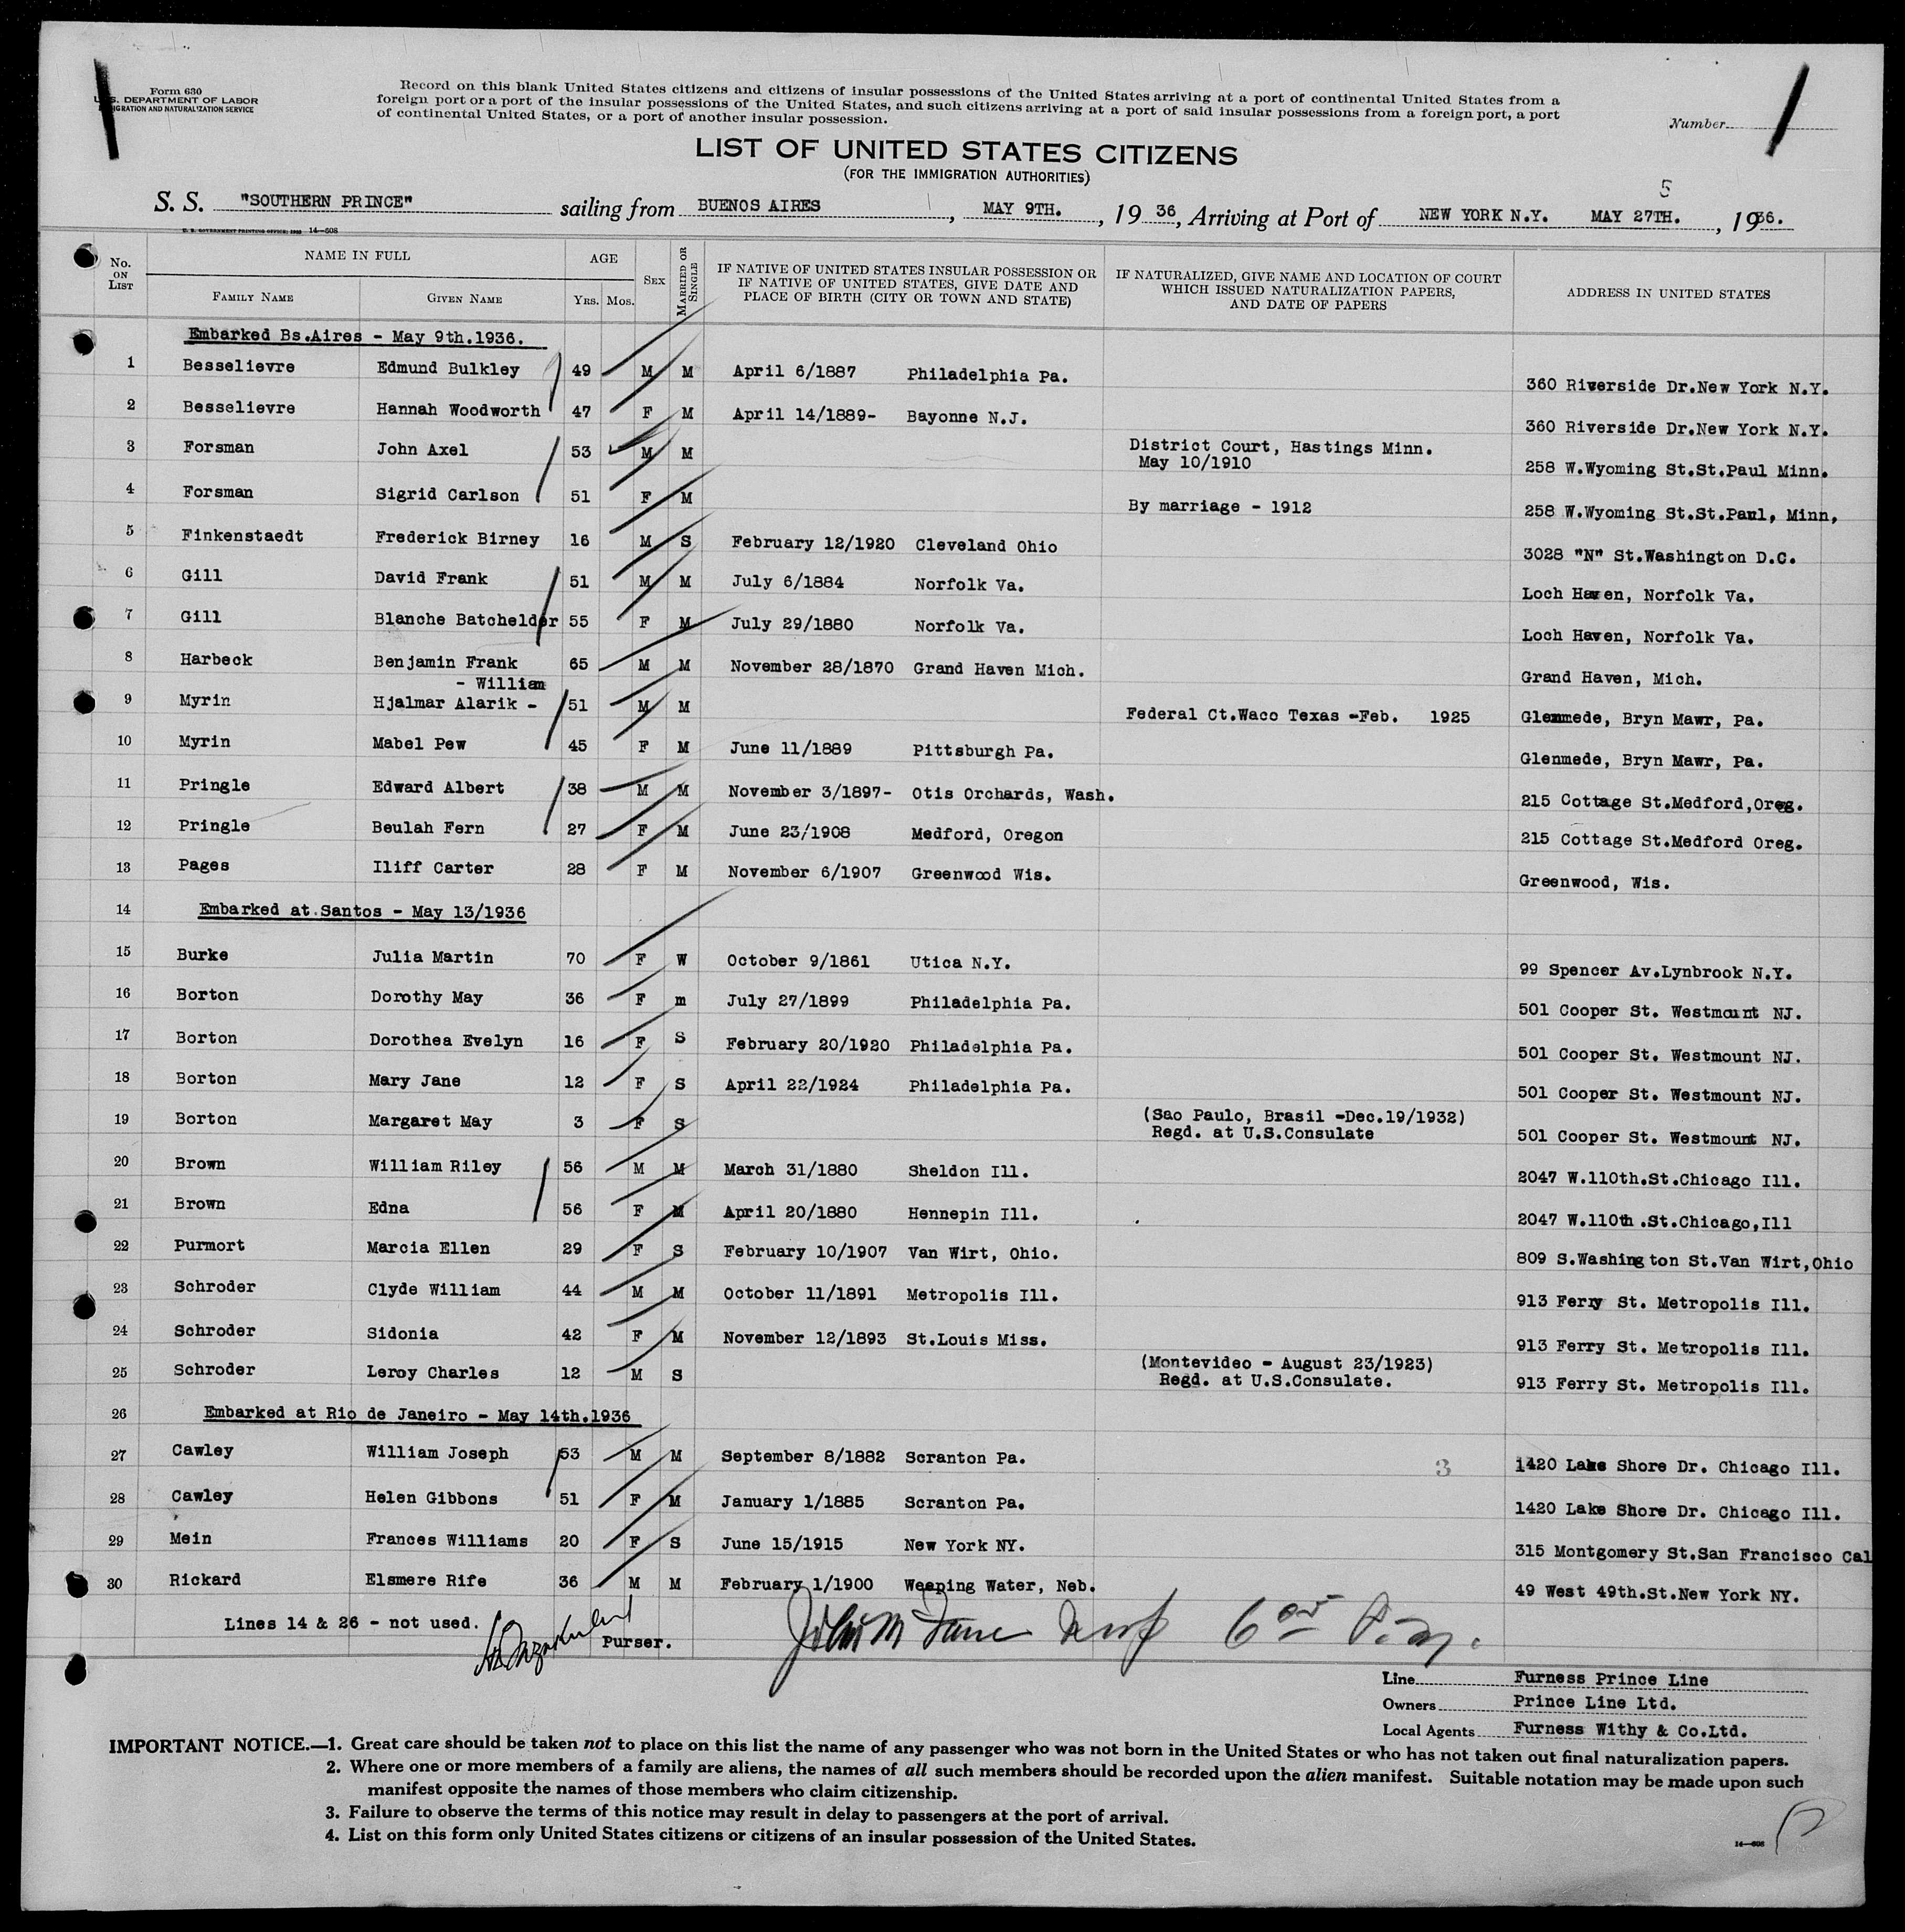 Form 630
U. S. DEPARTMENT OF LABOR
IMMIGRATION AND NATURALIZATION SERVICE
Record on this blank United States citizens and citizens of insular possessions of the United States arriving at a port of continental United States from a
foreign port or a port of the insular possessions of the United States, and such citizens arriving at a port of said insular possessions from a foreign port, a port
of continental United States, or a port of another insular possession.
Number
LIST OF UNITED STATES CITIZENS
(FOR THE IMMIGRATION AUTHORITIES)
5
S. S. "SOUTHERN PRINCE" sailing from BUENOS AIRES, MAY 9TH., 19 36, Arriving at Port of NEW YORK N.Y. MAY 27TH., 1936.
U. S. GOVERNMENT PRINTING OFFICE: 1935 14—608
No. ON LIST NAME IN FULL FAMILY NAME GIVEN NAME AGE YRS. MOS. SEX MARRIED OR SINGLE IF NATIVE OF UNITED STATES INSULAR POSSESSION OR IF NATIVE OF UNITED STATES, GIVE DATE AND PLACE OF BIRTH (CITY OR TOWN AND STATE) IF NATURALIZED, GIVE NAME AND LOCATION OF COURT WHICH ISSUED NATURALIZATION PAPERS, AND DATE OF PAPERS ADDRESS IN UNITED STATES
Embarked Bs.Aires - May 9th.1936.
1 Besselievre Edmund Bulkley 49 M M April 6/1887 Philadelphia Pa. 360 Riverside Dr.New York N.Y.
2 Besselievre Hannah Woodworth 47 F M April 14/1889- Bayonne N.J. 360 Riverside Dr.New York N.Y.
3 Forsman John Axel 53 M M District Court, Hastings Minn. May 10/1910 258 W.Wyoming St.St.Paul Minn.
4 Forsman Sigrid Carlson 51 F M By marriage - 1912 258 W.Wyoming St.St.Paul, Minn,
5 Finkenstaedt Frederick Birney 16 M S February 12/1920 Cleveland Ohio 3028 "N" St.Washington D.C.
6 Gill David Frank 51 M M July 6/1884 Norfolk Va. Loch Haven, Norfolk Va.
7 Gill Blanche Batchelder 55 F M July 29/1880 Norfolk Va. Loch Haven, Norfolk Va.
8 Harbeck Benjamin Frank 65 M M November 28/1870 Grand Haven Mich. Grand Haven, Mich.
- William
9 Myrin Hjalmar Alarik - 51 M M Federal Ct.Waco Texas -Feb. 1925 Glenmede, Bryn Mawr, Pa.
10 Myrin Mabel Pew 45 F M June 11/1889 Pittsburgh Pa. Glenmede, Bryn Mawr, Pa.
11 Pringle Edward Albert 38 M M November 3/1897- Otis Orchards, Wash. 215 Cottage St.Medford,Oreg.
12 Pringle Beulah Fern 27 F M June 23/1908 Medford, Oregon 215 Cottage St.Medford Oreg.
13 Pages Iliff Carter 28 F M November 6/1907 Greenwood Wis. Greenwood, Wis.
14 Embarked at Santos - May 13/1936
15 Burke Julia Martin 70 F W October 9/1861 Utica N.Y. 99 Spencer Av.Lynbrook N.Y.
16 Borton Dorothy May 36 F m July 27/1899 Philadelphia Pa. 501 Cooper St. Westmount NJ.
17 Borton Dorothea Evelyn 16 F S February 20/1920 Philadelphia Pa. 501 Cooper St. Westmount NJ.
18 Borton Mary Jane 12 F S April 22/1924 Philadelphia Pa. 501 Cooper St. Westmount NJ.
19 Borton Margaret May 3 F S (Sao Paulo, Brasil -Dec.19/1932) Regd. at U.S.Consulate 501 Cooper St. Westmount NJ.
20 Brown William Riley 56 M M March 31/1880 Sheldon Ill. 2047 W.110th.St.Chicago Ill.
21 Brown Edna 56 F M April 20/1880 Hennepin Ill. 2047 W.110th.St.Chicago,Ill
22 Purmort Marcia Ellen 29 F S February 10/1907 Van Wirt, Ohio. 809 S.Washington St.Van Wirt,Ohio
23 Schroder Clyde William 44 M M October 11/1891 Metropolis Ill. 913 Ferry St. Metropolis Ill.
24 Schroder Sidonia 42 F M November 12/1893 St.Louis Miss. 913 Ferry St. Metropolis Ill.
25 Schroder Leroy Charles 12 M S (Montevideo - August 23/1923) Regd. at U.S.Consulate. 913 Ferry St. Metropolis Ill.
26 Embarked at Rio de Janeiro - May 14th.1936
27 Cawley William Joseph 53 M M September 8/1882 Scranton Pa. 3 1420 Lake Shore Dr. Chicago Ill.
28 Cawley Helen Gibbons 51 F M January 1/1885 Scranton Pa. 1420 Lake Shore Dr. Chicago Ill.
29 Mein Frances Williams 20 F S June 15/1915 New York NY. 315 Montgomery St.San Francisco Cal
30 Rickard Elsmere Rife 36 M M February 1/1900 Weeping Water, Neb. 49 West 49th.St.New York NY.
Lines 14 & 26 - not used. Purser.
Line Furness Prince Line
Owners Prince Line Ltd.
Local Agents Furness Withy & Co.Ltd.
IMPORTANT NOTICE.—1. Great care should be taken not to place on this list the name of any passenger who was not born in the United States or who has not taken out final naturalization papers.
2. Where one or more members of a family are aliens, the names of all such members should be recorded upon the alien manifest. Suitable notation may be made upon such
manifest opposite the names of those members who claim citizenship.
3. Failure to observe the terms of this notice may result in delay to passengers at the port of arrival.
4. List on this form only United States citizens or citizens of an insular possession of the United States.
14—608